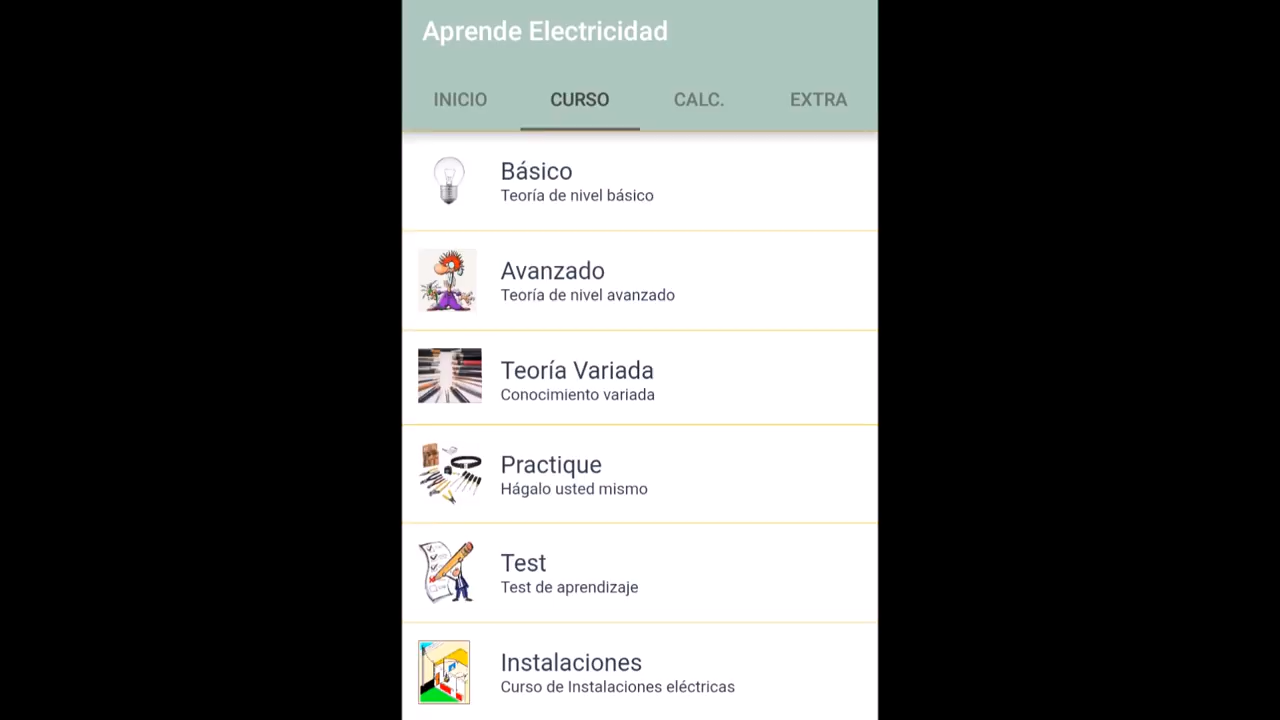 Aprende Electricidad
INICIO CURSO CALC. EXTRA
Básico
Teoría de nivel básico
Avanzado
Teoría de nivel avanzado
Teoría Variada
Conocimiento variada
Practique
Hágalo usted mismo
Test
Test de aprendizaje
Instalaciones
Curso de Instalaciones eléctricas